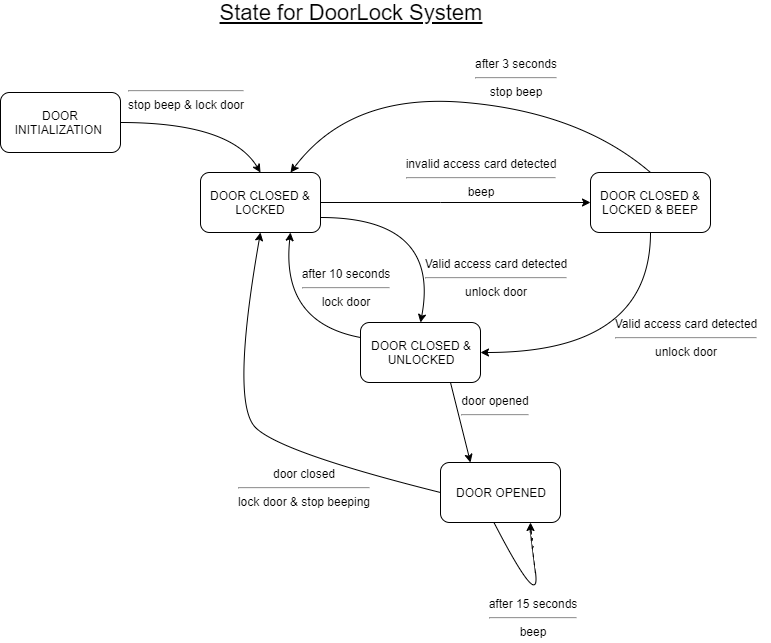 State for DoorLock System
after 3 seconds
stop beep
DOOR
INITIALIZATION
stop beep & lock door
invalid access card detected
beep
DOOR CLOSED &
LOCKED
DOOR CLOSED &
LOCKED & BEEP
Valid access card detected
unlock door
after 10 seconds
lock door
Valid access card detected
unlock door
DOOR CLOSED &
UNLOCKED
door opened
door closed
lock door & stop beeping
DOOR OPENED
after 15 seconds
beep